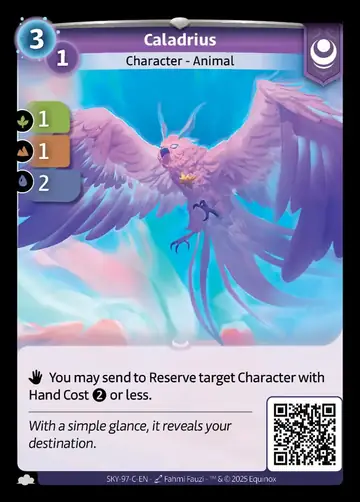 3
Caladrius
1
Character - Animal
1
1
2
You may send to Reserve target Character with
Hand Cost 2 or less.
With a simple glance, it reveals your
destination.
SKY-97-C-EN - Fahmi Fauzi - ™ & © 2025 Equinox